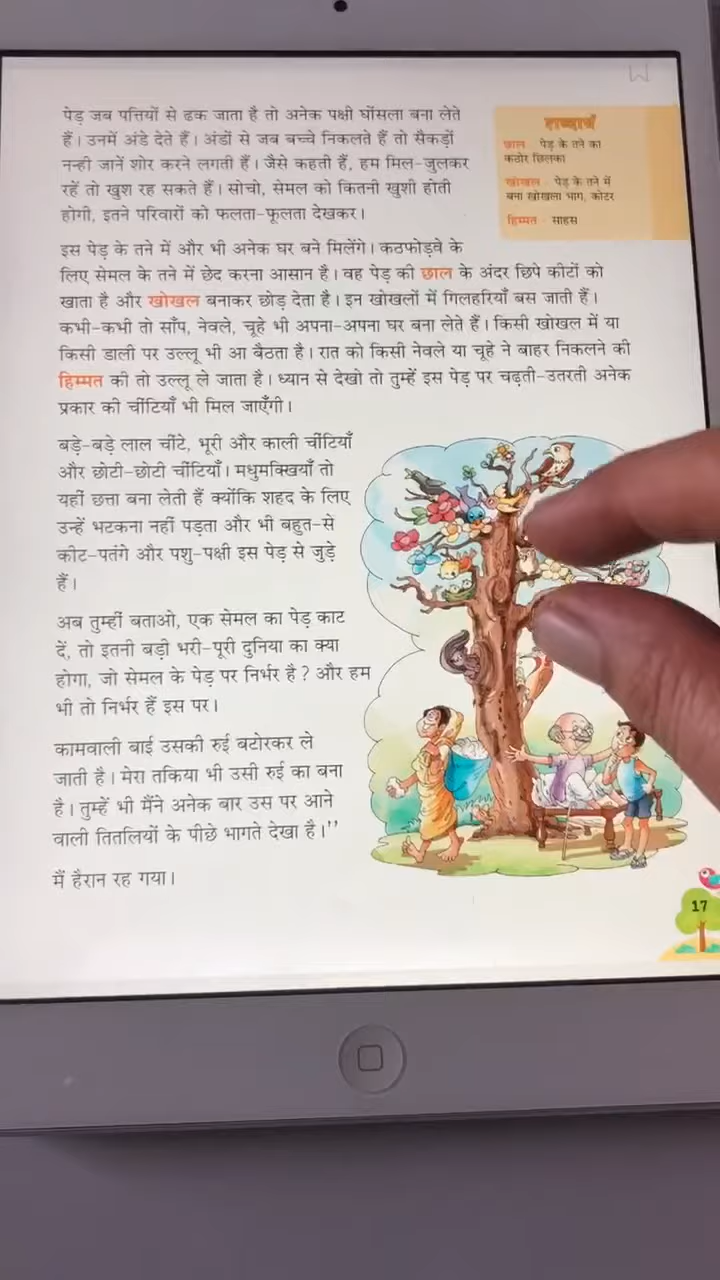 पेड़ जब पत्तियों से ढक जाता है तो अनेक पक्षी घोंसला बना लेते
हैं। उनमें अंडे देते हैं। अंडों से जब बच्चे निकलते हैं तो सैकड़ों
नन्ही जानें शोर करने लगती हैं। जैसे कहती हैं, हम मिल-जुलकर
रहें तो खुश रह सकते हैं। सोचो, सेमल को कितनी खुशी होती
होगी, इतने परिवारों को फलता-फूलता देखकर।
शब्दार्थ
छाल - पेड़ के तने का
कठोर छिलका
खोखल - पेड़ के तने में
बना खोखला भाग, कोटर
हिम्मत - साहस
इस पेड़ के तने में और भी अनेक घर बने मिलेंगे। कठफोड़वे के
लिए सेमल के तने में छेद करना आसान है। वह पेड़ की छाल के अंदर छिपे कीटों को
खाता है और खोखल बनाकर छोड़ देता है। इन खोखलों में गिलहरियाँ बस जाती हैं।
कभी-कभी तो साँप, नेवले, चूहे भी अपना-अपना घर बना लेते हैं। किसी खोखल में या
किसी डाली पर उल्लू भी आ बैठता है। रात को किसी नेवले या चूहे ने बाहर निकलने की
हिम्मत की तो उल्लू ले जाता है। ध्यान से देखो तो तुम्हें इस पेड़ पर चढ़ती-उतरती अनेक
प्रकार की चींटियाँ भी मिल जाएँगी।
बड़े-बड़े लाल चींटे, भूरी और काली चींटियाँ
और छोटी-छोटी चींटियाँ। मधुमक्खियाँ तो
यहीं छत्ता बना लेती हैं क्योंकि शहद के लिए
उन्हें भटकना नहीं पड़ता और भी बहुत-से
कीट-पतंगे और पशु-पक्षी इस पेड़ से जुड़े
हैं।
अब तुम्हीं बताओ, एक सेमल का पेड़ काट
दें, तो इतनी बड़ी भरी-पूरी दुनिया का क्या
होगा, जो सेमल के पेड़ पर निर्भर है? और हम
भी तो निर्भर हैं इस पर।
कामवाली बाई उसकी रुई बटोरकर ले
जाती है। मेरा तकिया भी उसी रुई का बना
है। तुम्हें भी मैंने अनेक बार उस पर आने
वाली तितलियों के पीछे भागते देखा है।"
मैं हैरान रह गया।
17